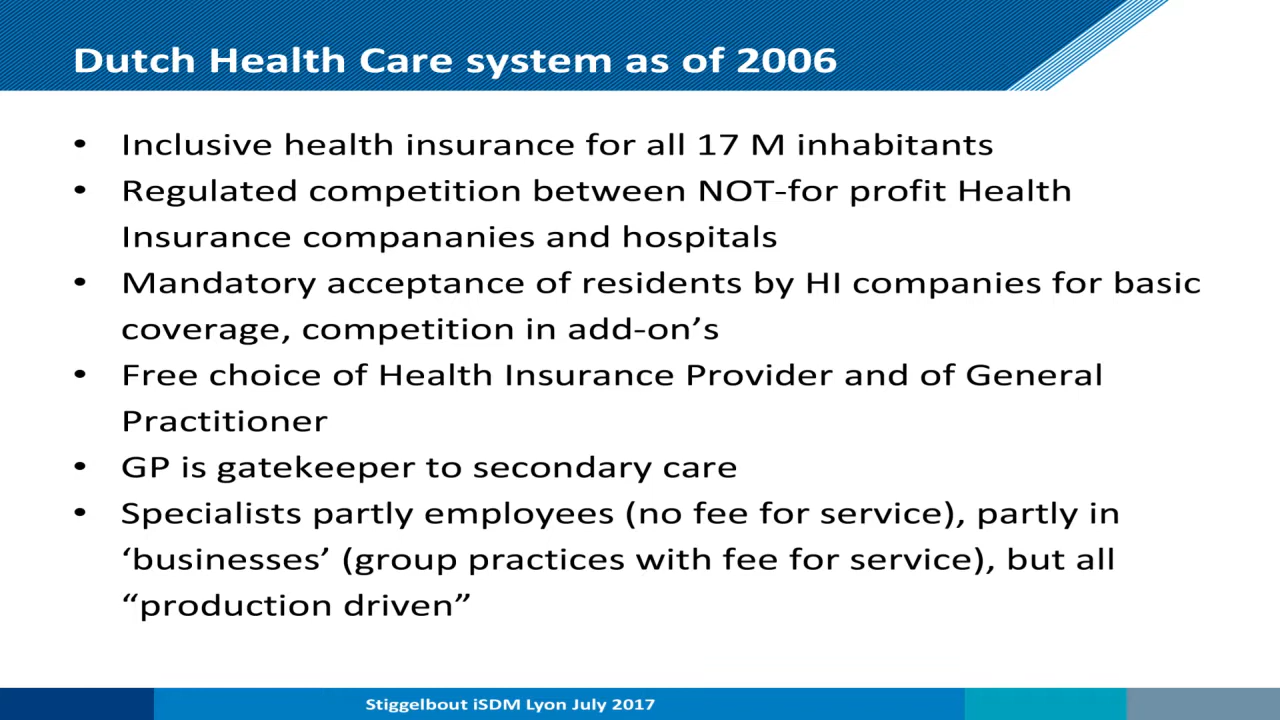 Dutch Health Care system as of 2006
• Inclusive health insurance for all 17 M inhabitants
• Regulated competition between NOT-for profit Health
Insurance compananies and hospitals
• Mandatory acceptance of residents by HI companies for basic
coverage, competition in add-on’s
• Free choice of Health Insurance Provider and of General
Practitioner
• GP is gatekeeper to secondary care
• Specialists partly employees (no fee for service), partly in
‘businesses’ (group practices with fee for service), but all
“production driven”
Stiggelbout iSDM Lyon July 2017